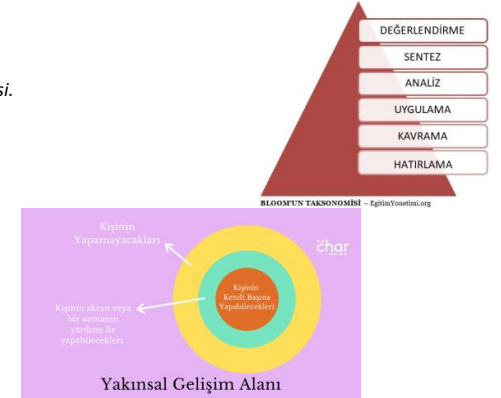 si.
DEĞERLENDİRME
SENTEZ
ANALİZ
UYGULAMA
KAVRAMA
HATIRLAMA
BLOOM'UN TAKSONOMİSİ – EgitimYonetimi.org
Kişinin
Yapamayacakları
char
Kişinin
Kendi Başına
Yapabilecekleri
Kişinin akran veya
bir uzmanın
yardımı ile
yapabilecekleri
Yakınsal Gelişim Alanı